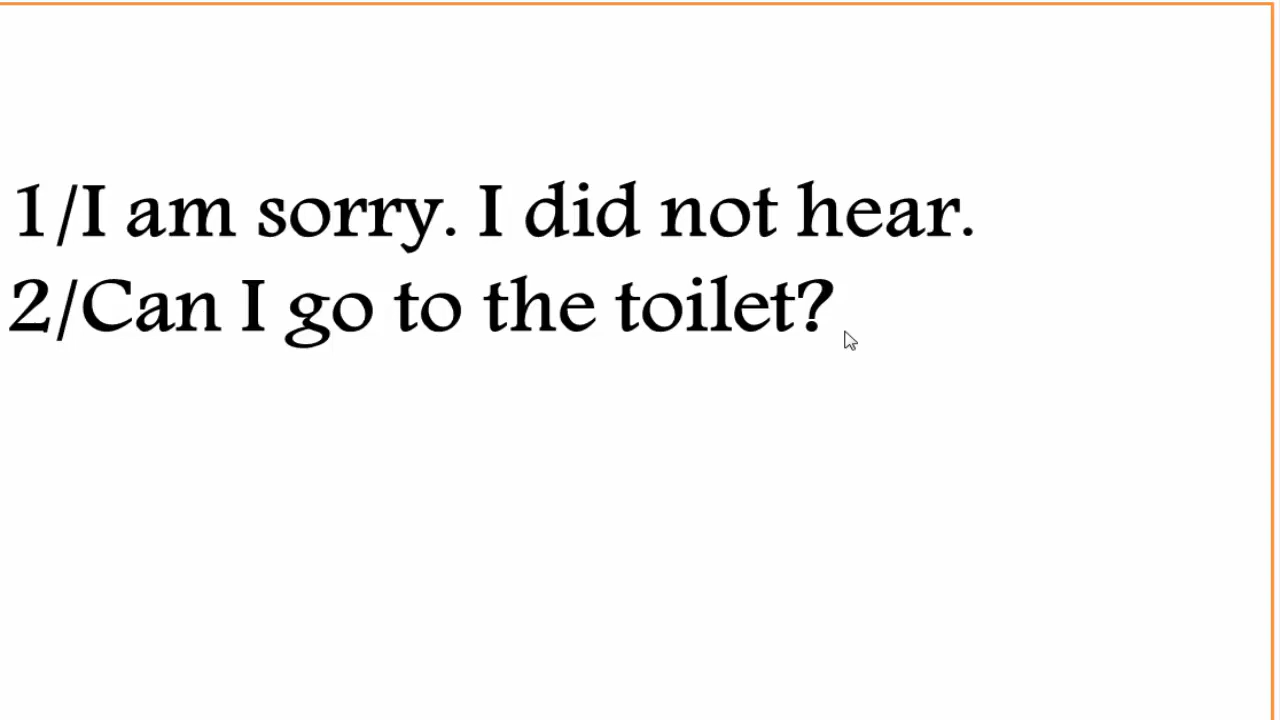 1/I am sorry. I did not hear.
2/Can I go to the toilet?